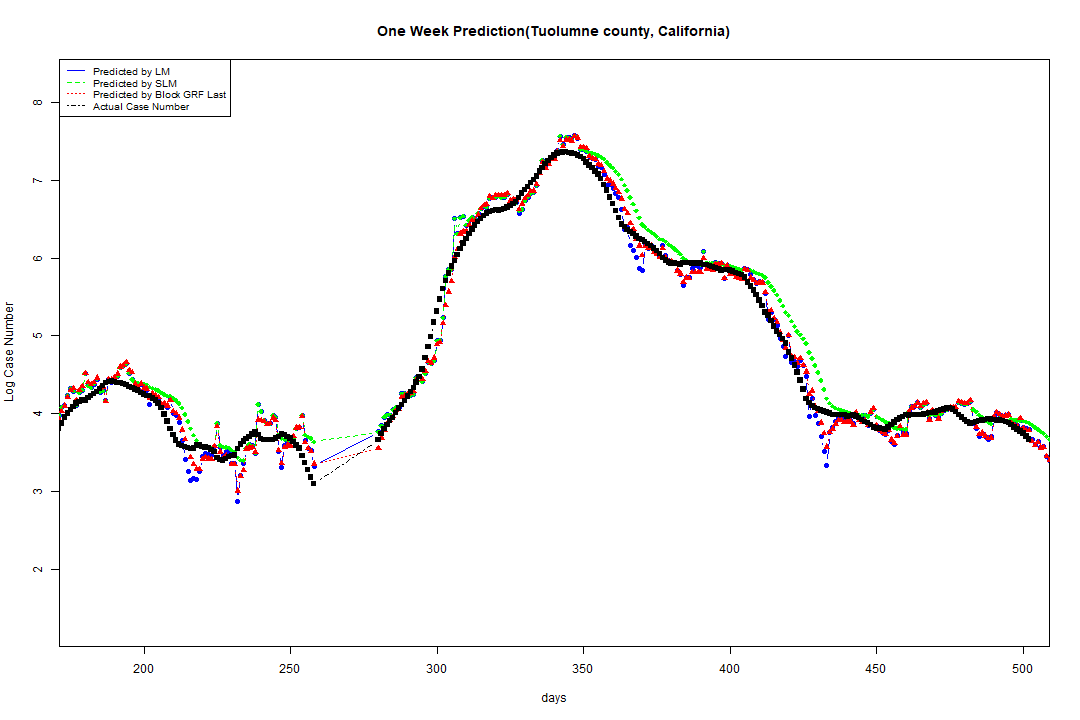 One Week Prediction(Tuolumne county, California)
Predicted by LM
Predicted by SLM
Predicted by Block GRF Last
Actual Case Number
8
7
6
5
4
3
2
Log Case Number
200 250 300 350 400 450 500
days